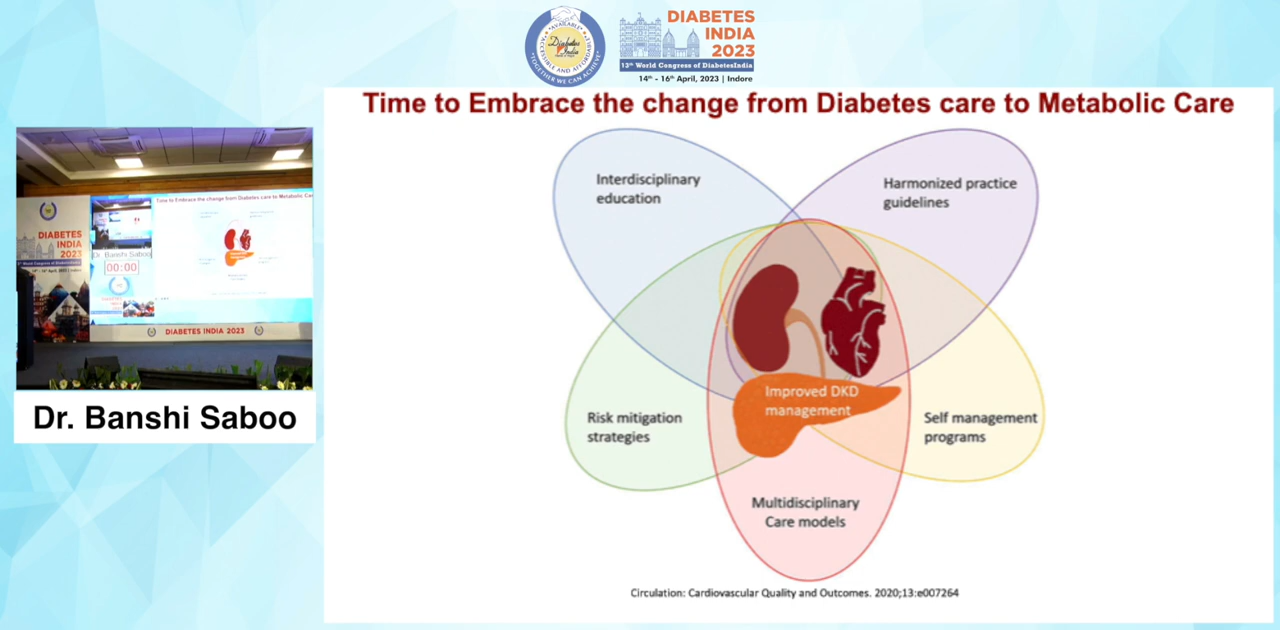 AVAILABLE
ACCESSIBLE AND AFFORDABLE
Diabetes
India
"TOGETHER WE CAN ACHIEVE"
DIABETES
INDIA
2023
12th World Congress of DiabetesIndia
14th - 16th April, 2023 | Indore
Time to Embrace the change from Diabetes care to Metabolic Care
Interdisciplinary
education
Harmonized practice
guidelines
Improved DKD
management
Risk mitigation
strategies
Self management
programs
Multidisciplinary
Care models
Circulation: Cardiovascular Quality and Outcomes. 2020;13:e007264
Time to Embrace the change from Diabetes care to Metabolic Car
DIABETES
INDIA
2023
Dr. Banshi Saboo
00:00
DIABETES INDIA 2023
Dr. Banshi Saboo